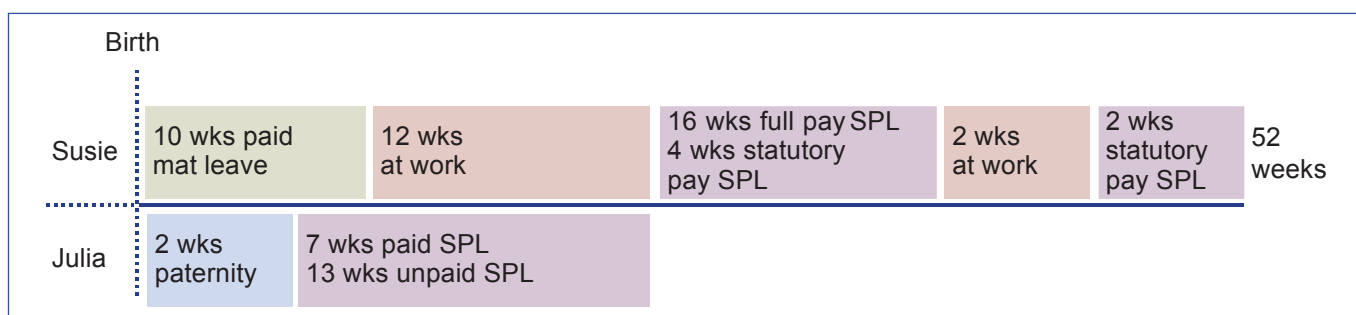 Birth
Susie
10 wks paid
mat leave
12 wks
at work
16 wks full pay SPL
4 wks statutory
pay SPL
2 wks
at work
2 wks
statutory
pay SPL
52
weeks
Julia
2 wks
paternity
7 wks paid SPL
13 wks unpaid SPL